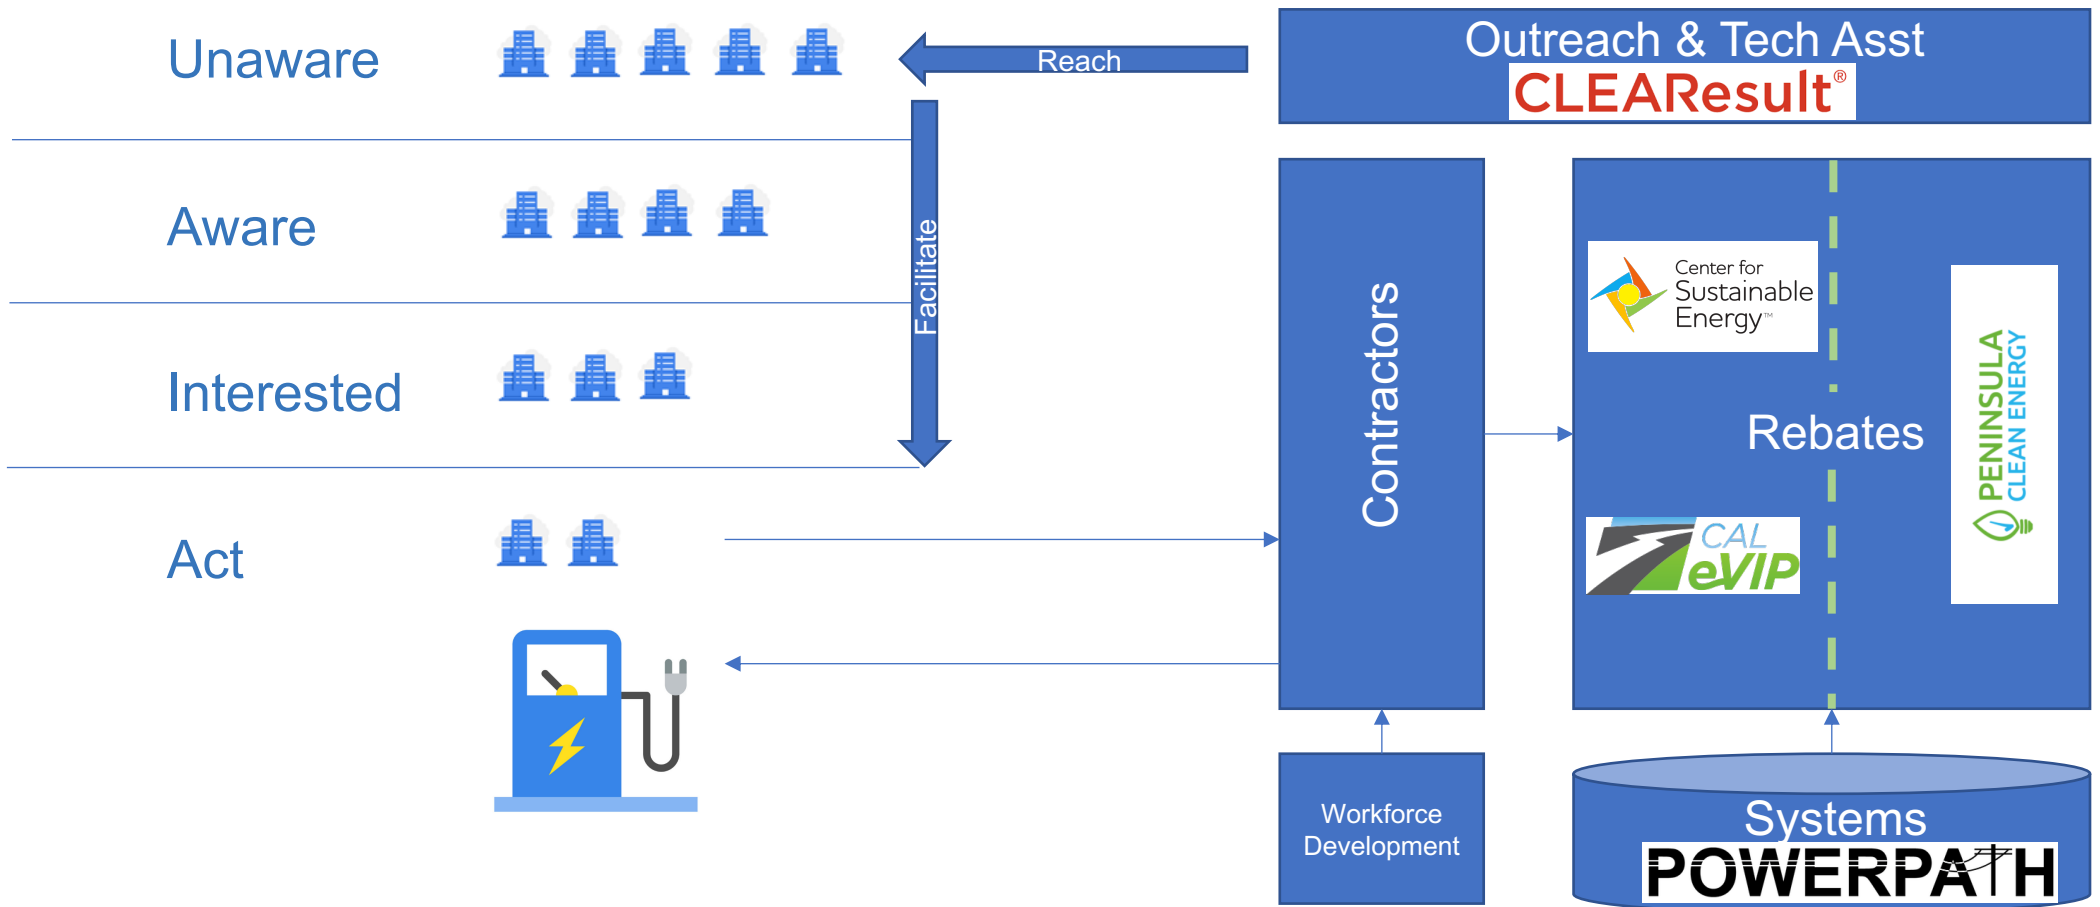 Unaware
Reach
Outreach & Tech Asst
CLEAResult®
Aware
Facilitate
Interested
Act
Contractors
Center for
Sustainable
Energy™
Rebates
PENINSULA
CLEAN ENERGY
CAL
eVIP
Workforce
Development
Systems
POWERPATH